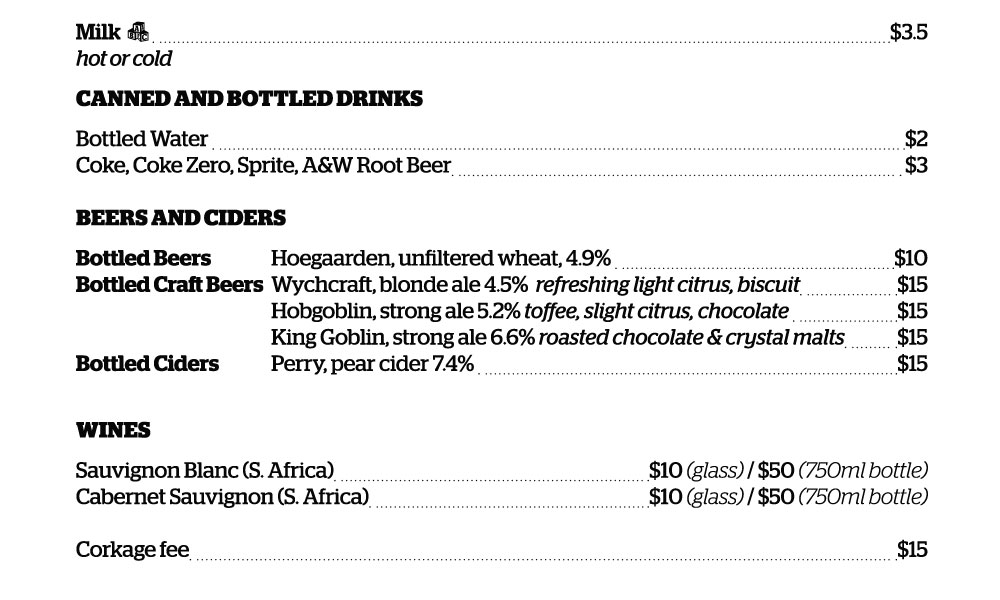 Milk $3.5
hot or cold
CANNED AND BOTTLED DRINKS
Bottled Water $2
Coke, Coke Zero, Sprite, A&W Root Beer $3
BEERS AND CIDERS
Bottled Beers Hoegaarden, unfiltered wheat, 4.9% $10
Bottled Craft Beers Wychcraft, blonde ale 4.5% refreshing light citrus, biscuit $15
Hobgoblin, strong ale 5.2% toffee, slight citrus, chocolate $15
King Goblin, strong ale 6.6% roasted chocolate & crystal malts $15
Bottled Ciders Perry, pear cider 7.4% $15
WINES
Sauvignon Blanc (S. Africa) $10 (glass) / $50 (750ml bottle)
Cabernet Sauvignon (S. Africa) $10 (glass) / $50 (750ml bottle)
Corkage fee $15